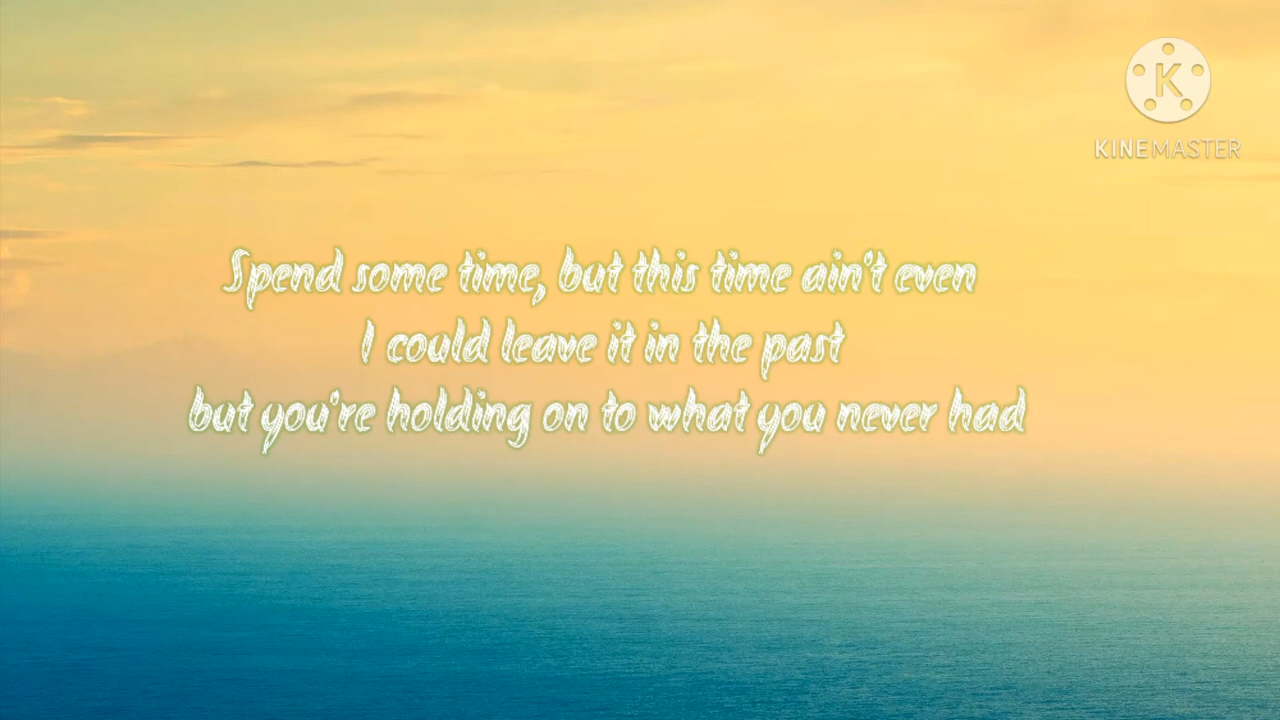 K
KINEMASTER
Spend some time, but this time ain't even
I could leave it in the past
but you're holding on to what you never had